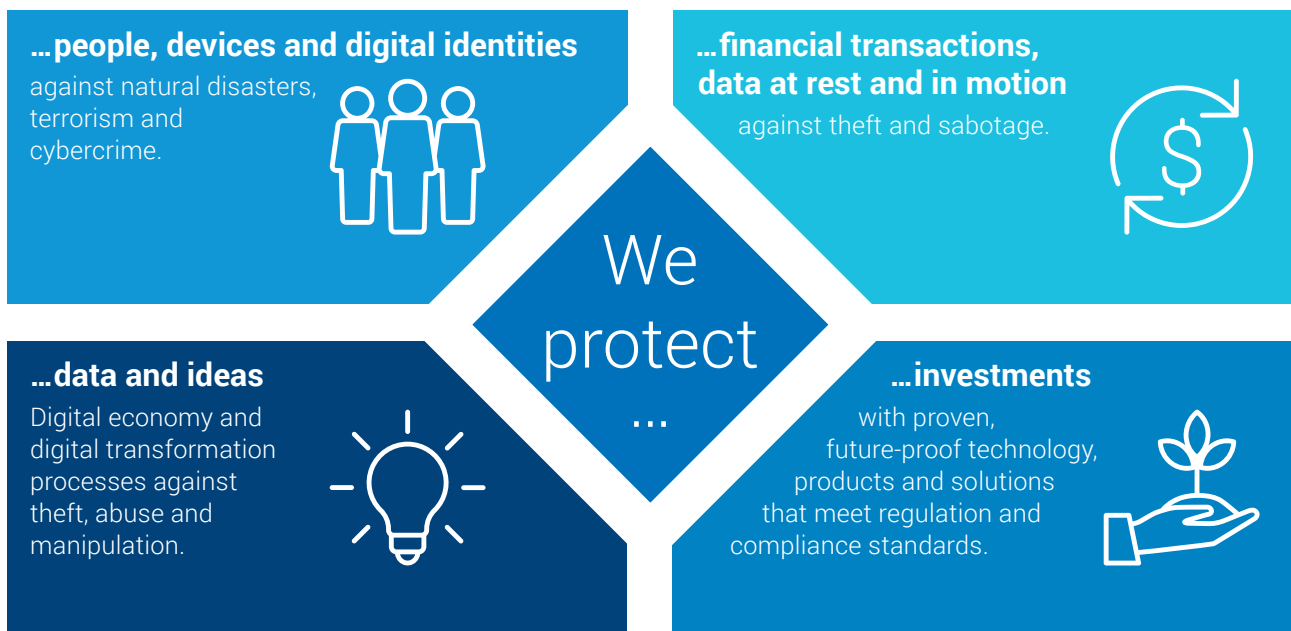 ...people, devices and digital identities
against natural disasters,
terrorism and
cybercrime.
...financial transactions,
data at rest and in motion
against theft and sabotage.
We
protect
...
...data and ideas
Digital economy and
digital transformation
processes against
theft, abuse and
manipulation.
...investments
with proven,
future-proof technology,
products and solutions
that meet regulation and
compliance standards.
$